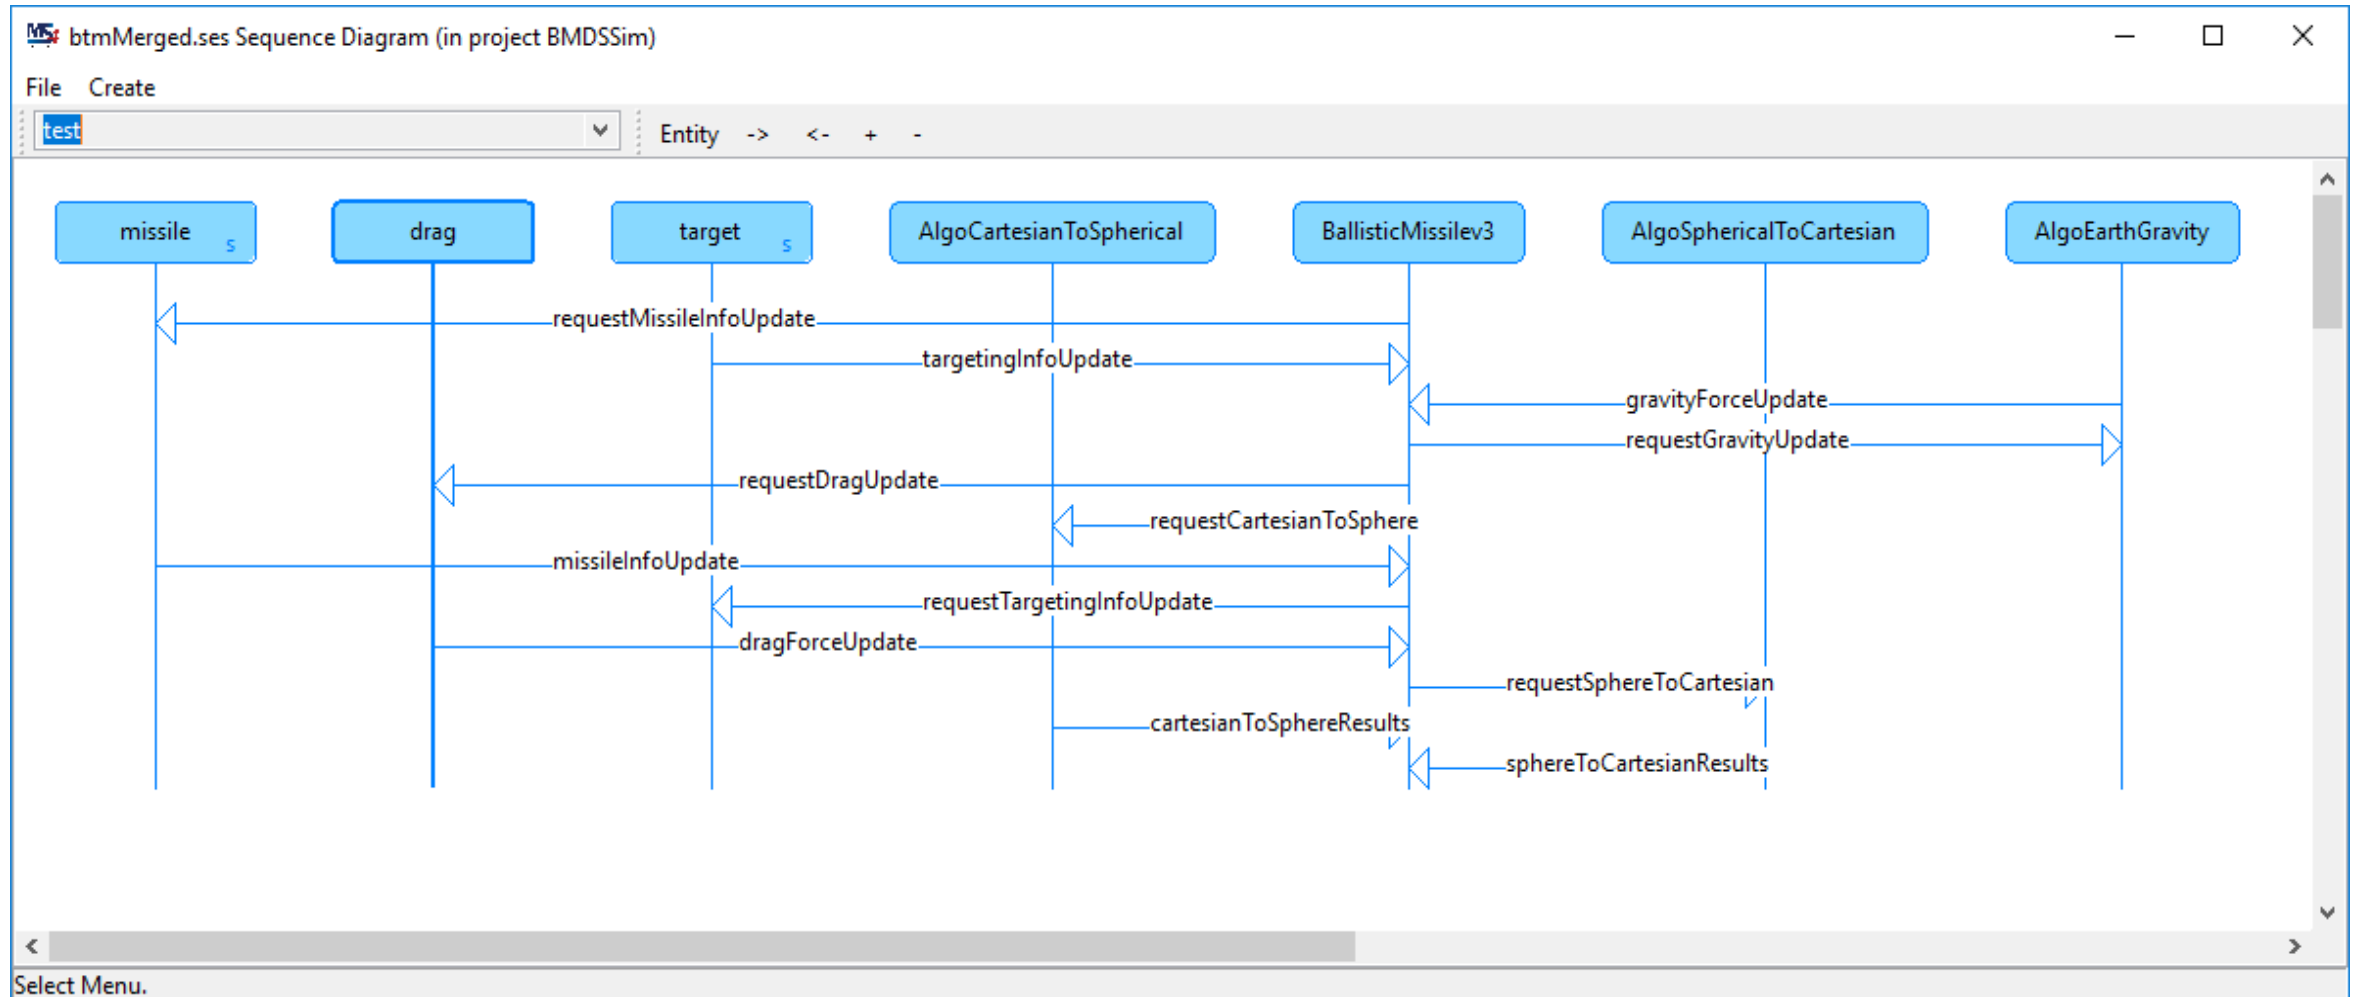 btmMerged.ses Sequence Diagram (in project BMDSSim)
File Create
test Entity -> <- + -
missile s drag target s AlgoCartesianToSpherical BallisticMissilev3 AlgoSphericalToCartesian AlgoEarthGravity
requestMissileInfoUpdate
targetingInfoUpdate
gravityForceUpdate
requestGravityUpdate
requestDragUpdate
requestCartesianToSphere
missileInfoUpdate
requestTargetingInfoUpdate
dragForceUpdate
requestSphereToCartesian
cartesianToSphereResults
sphereToCartesianResults
Select Menu.